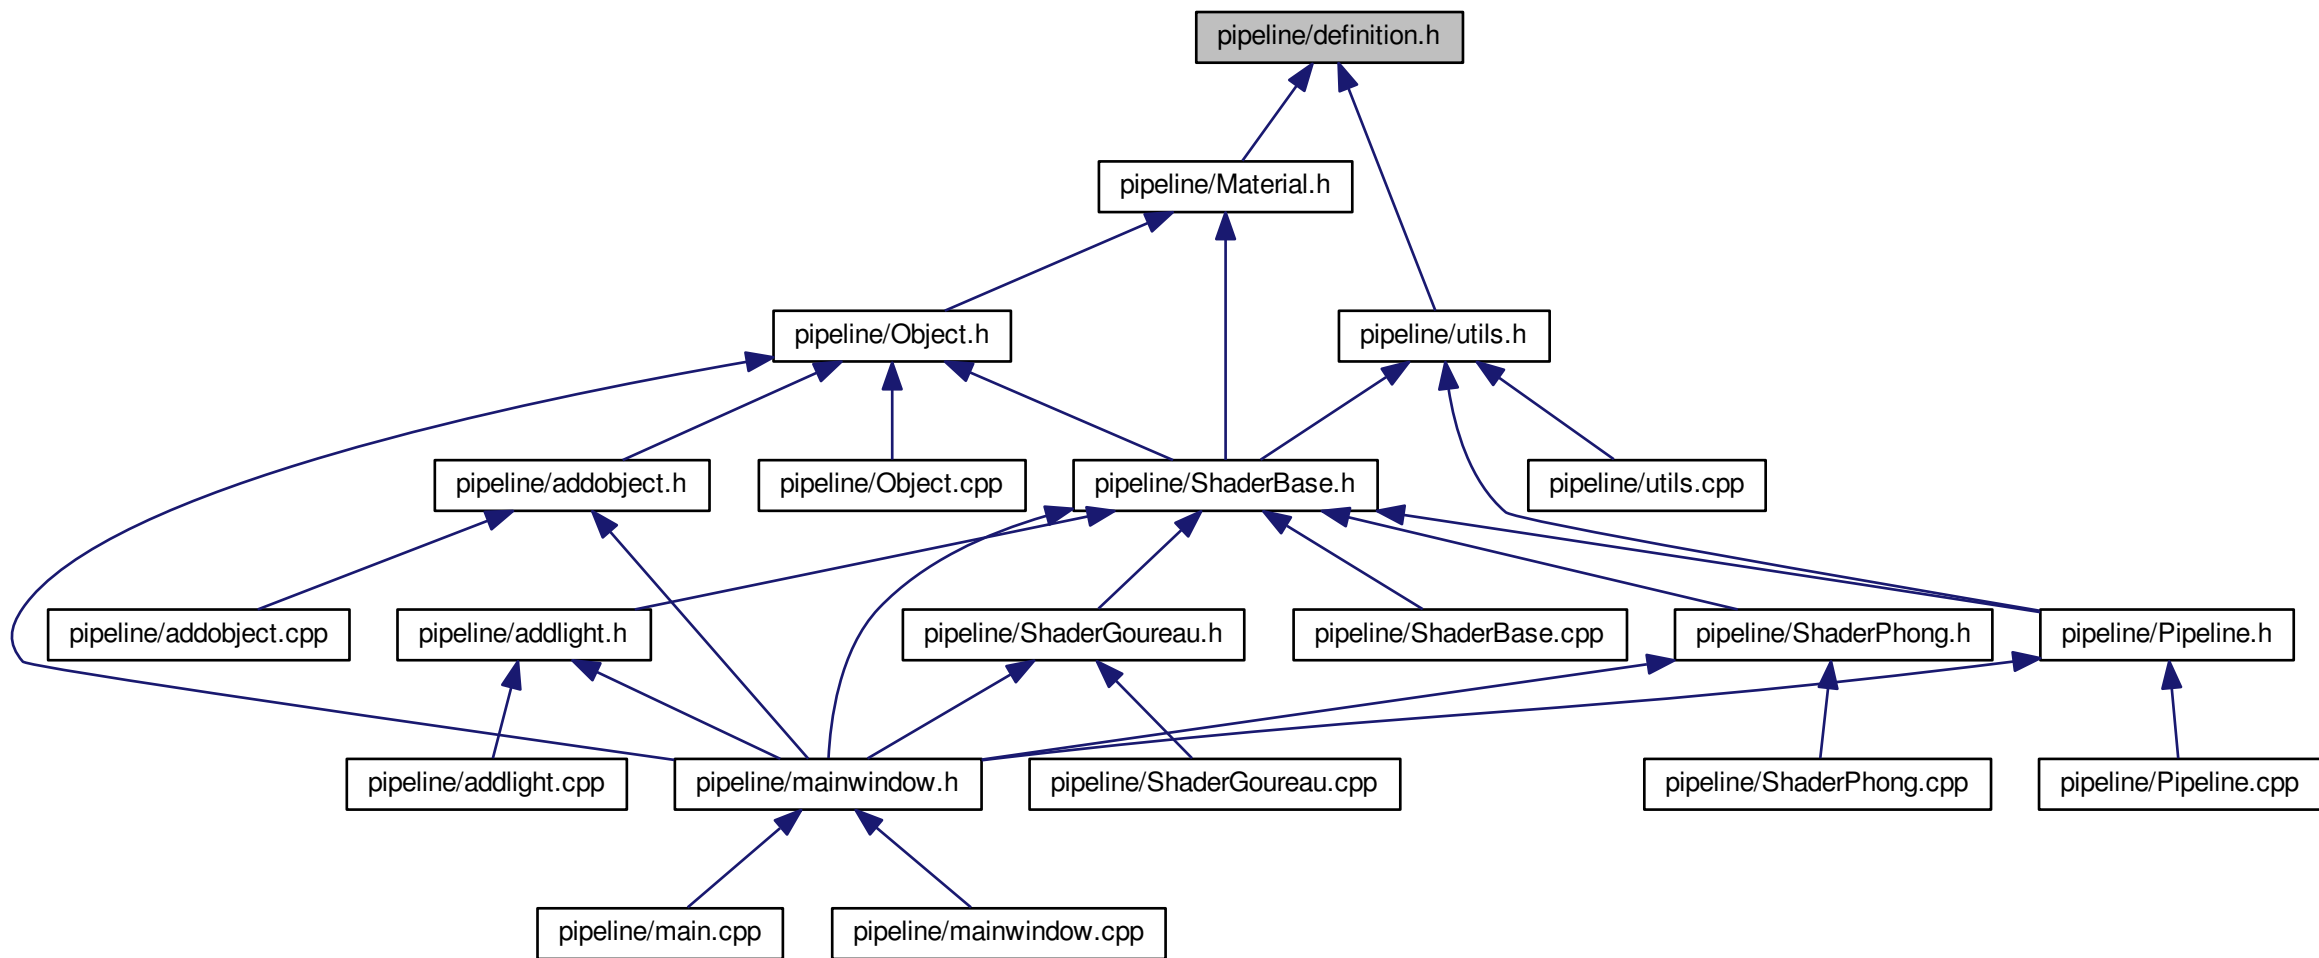 pipeline/definition.h
pipeline/Material.h
pipeline/Object.h
pipeline/utils.h
pipeline/addobject.h
pipeline/Object.cpp
pipeline/ShaderBase.h
pipeline/utils.cpp
pipeline/addobject.cpp
pipeline/addlight.h
pipeline/ShaderGoureau.h
pipeline/ShaderBase.cpp
pipeline/ShaderPhong.h
pipeline/Pipeline.h
pipeline/addlight.cpp
pipeline/mainwindow.h
pipeline/ShaderGoureau.cpp
pipeline/ShaderPhong.cpp
pipeline/Pipeline.cpp
pipeline/main.cpp
pipeline/mainwindow.cpp